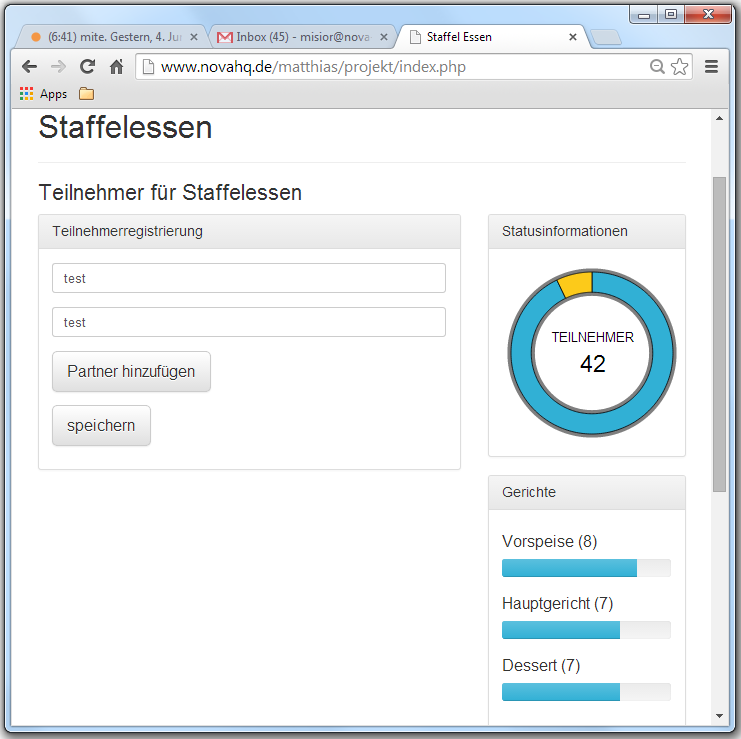 (6:41) mite. Gestern, 4. Ju
Inbox (45) - misior@nova
Staffel Essen
www.novahq.de/matthias/projekt/index.php
Apps
Staffelessen
Teilnehmer für Staffelessen
Teilnehmerregistrierung
test
test
Partner hinzufügen
speichern
Statusinformationen
TEILNEHMER
42
Gerichte
Vorspeise (8)
Hauptgericht (7)
Dessert (7)